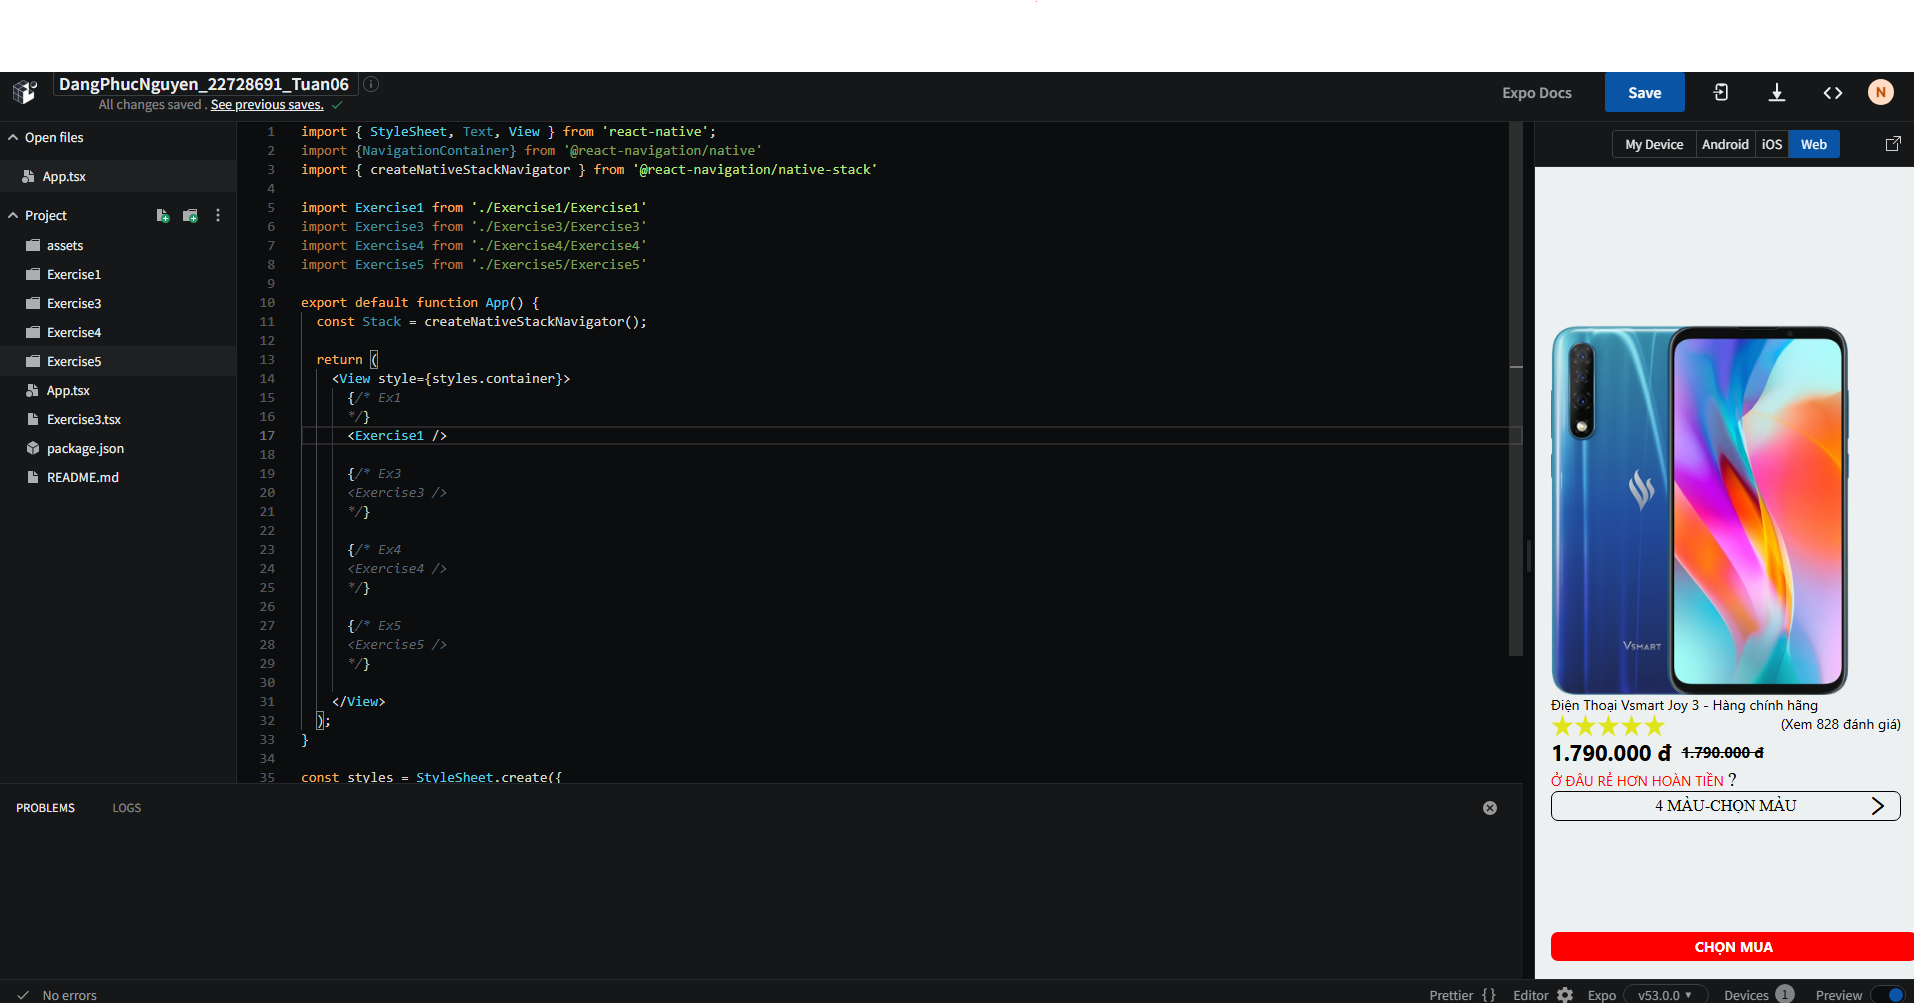 DangPhucNguyen_22728691_Tuan06
All changes saved . See previous saves.
Expo Docs
Save
N
Open files
App.tsx
Project
assets
Exercise1
Exercise3
Exercise4
Exercise5
App.tsx
Exercise3.tsx
package.json
README.md
1 import { StyleSheet, Text, View } from 'react-native';
2 import {NavigationContainer} from '@react-navigation/native'
3 import { createNativeStackNavigator } from '@react-navigation/native-stack'
4
5 import Exercise1 from './Exercise1/Exercise1'
6 import Exercise3 from './Exercise3/Exercise3'
7 import Exercise4 from './Exercise4/Exercise4'
8 import Exercise5 from './Exercise5/Exercise5'
9
10 export default function App() {
11 const Stack = createNativeStackNavigator();
12
13 return (
14 <View style={styles.container}>
15 {/* Ex1
16 */}
17 <Exercise1 />
18
19 {/* Ex3
20 <Exercise3 />
21 */}
22
23 {/* Ex4
24 <Exercise4 />
25 */}
26
27 {/* Ex5
28 <Exercise5 />
29 */}
30
31 </View>
32 );
33 }
34
35 const styles = StyleSheet.create({
PROBLEMS LOGS
My Device Android iOS Web
VSMART
Điện Thoại Vsmart Joy 3 - Hàng chính hãng
(Xem 828 đánh giá)
1.790.000 đ 1.790.000 đ
Ở ĐÂU RẺ HƠN HOÀN TIỀN ?
4 MÀU-CHỌN MÀU
CHỌN MUA
No errors
Prettier {} Editor Expo v53.0.0 Devices 1 Preview